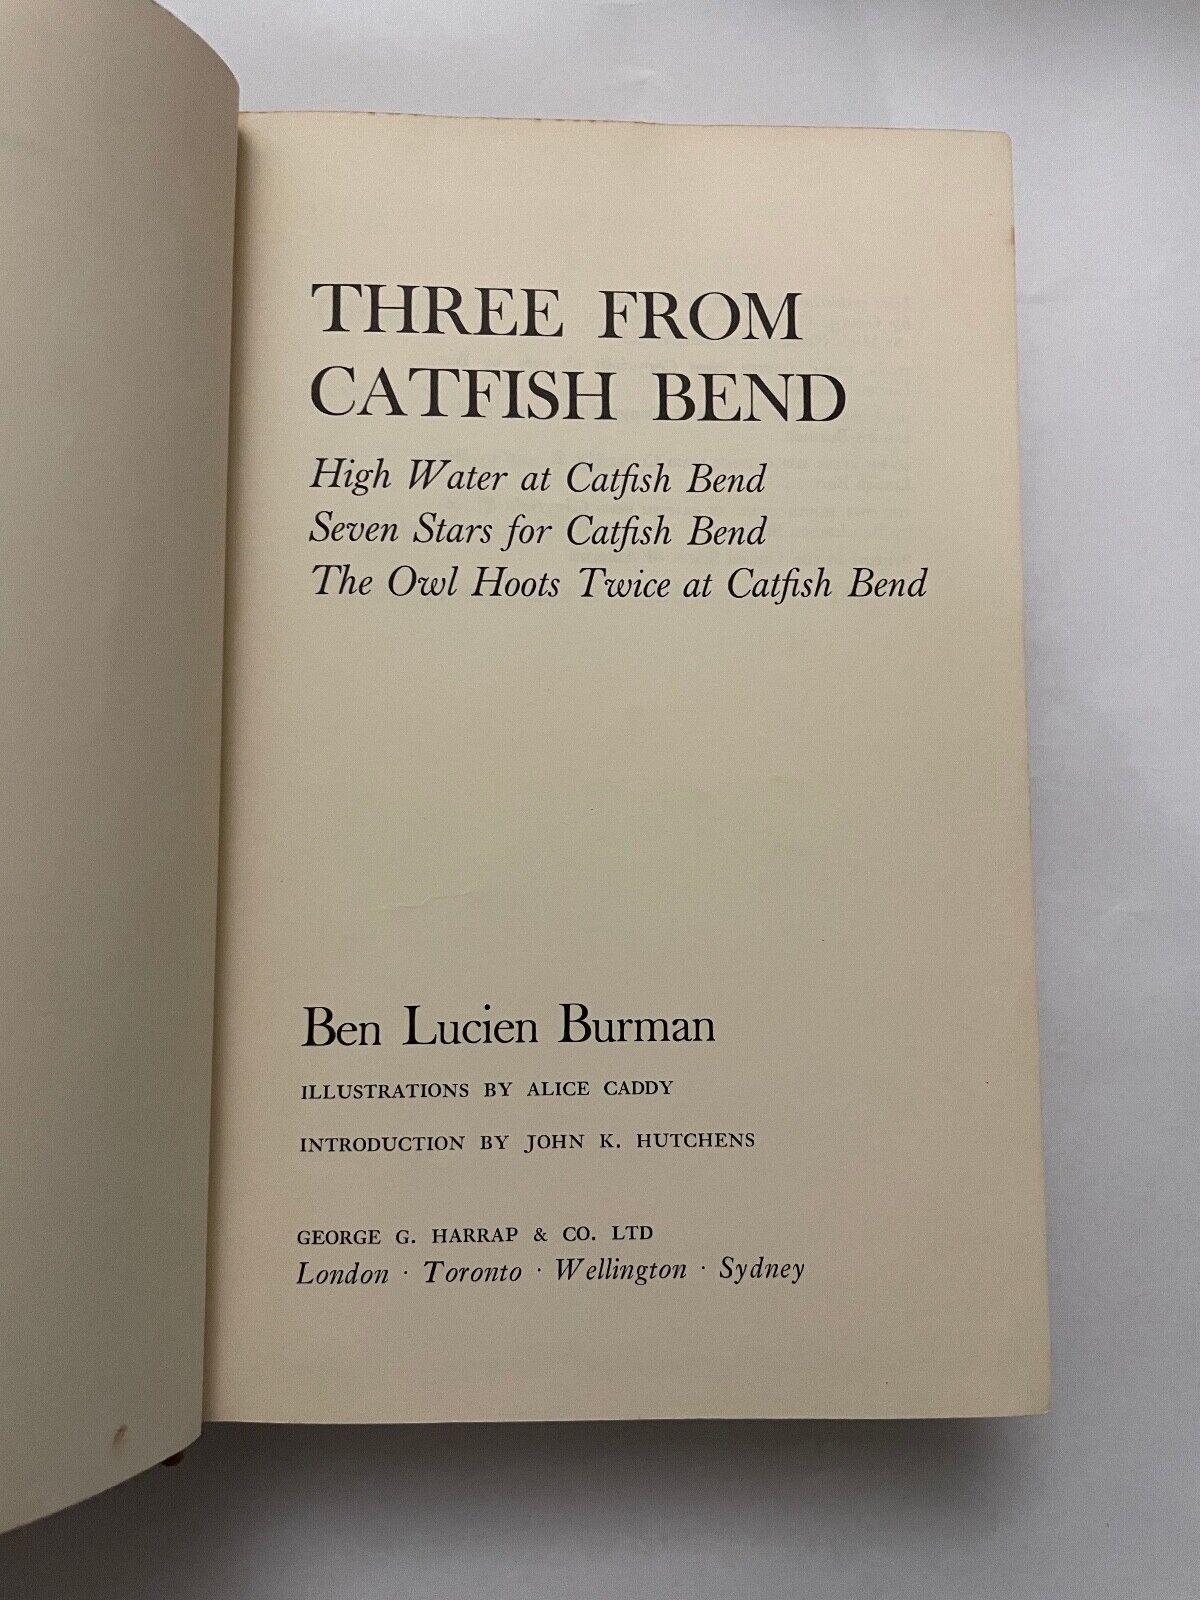 THREE FROM
CATFISH BEND
High Water at Catfish Bend
Seven Stars for Catfish Bend
The Owl Hoots Twice at Catfish Bend
Ben Lucien Burman
ILLUSTRATIONS BY ALICE CADDY
INTRODUCTION BY JOHN K. HUTCHENS
GEORGE G. HARRAP & CO. LTD
London · Toronto · Wellington · Sydney